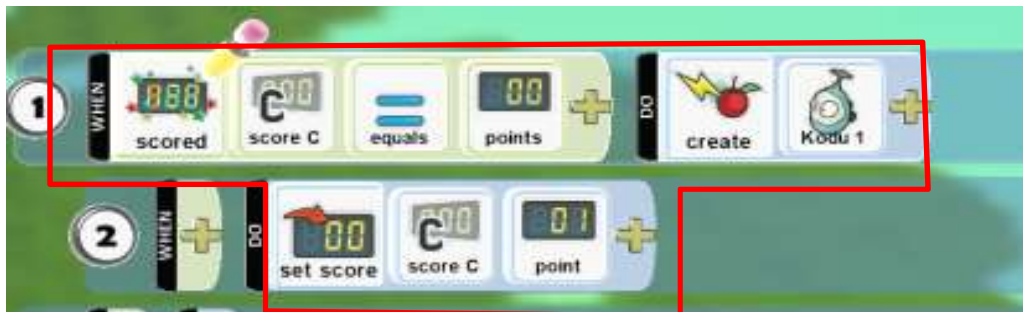 1 WHEN scored score C equals 00 points DO create Kodu 1
2 WHEN DO 00 set score C score C 01 point